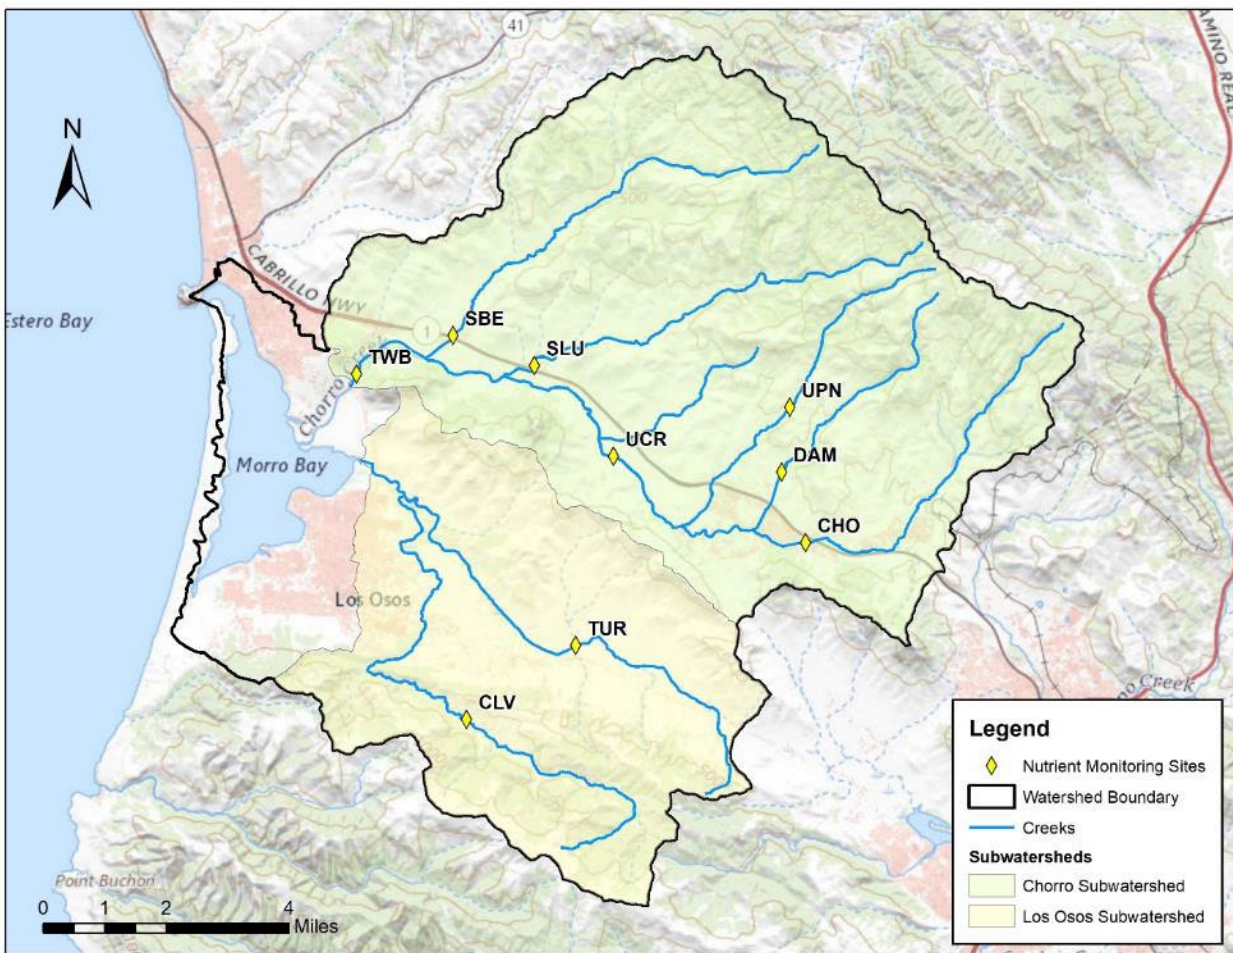 41
AMINO REAL
N
CABRILLO HWY
Estero Bay
1
SBE
TWB
SLU
Chorro Creek
UPN
UCR
DAM
Morro Bay
CHO
Los Osos
TUR
CLV
Creek
Point Buchon
0 1 2 4
Miles
Legend
Nutrient Monitoring Sites
Watershed Boundary
Creeks
Subwatersheds
Chorro Subwatershed
Los Osos Subwatershed